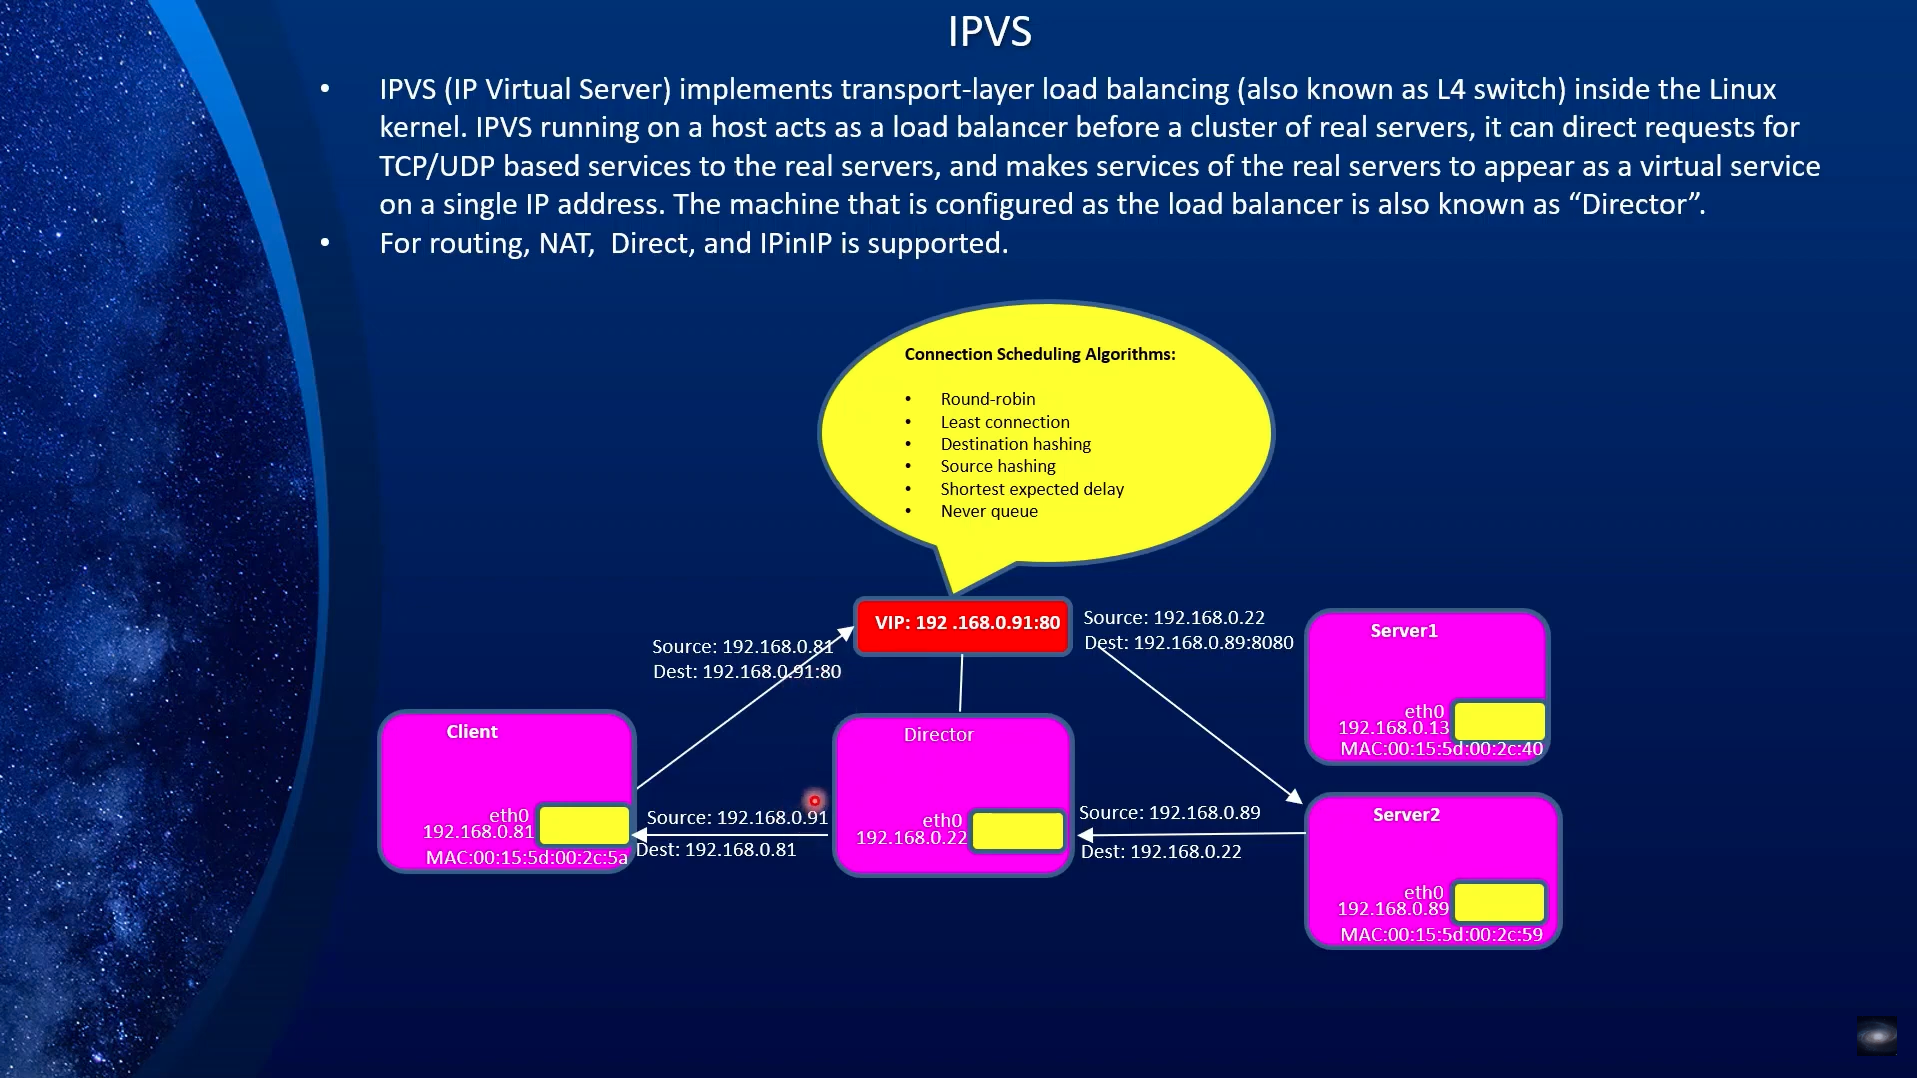 IPVS
• IPVS (IP Virtual Server) implements transport-layer load balancing (also known as L4 switch) inside the Linux
kernel. IPVS running on a host acts as a load balancer before a cluster of real servers, it can direct requests for
TCP/UDP based services to the real servers, and makes services of the real servers to appear as a virtual service
on a single IP address. The machine that is configured as the load balancer is also known as “Director”.
• For routing, NAT,  Direct, and IPinIP is supported.
Connection Scheduling Algorithms:
• Round-robin
• Least connection
• Destination hashing
• Source hashing
• Shortest expected delay
• Never queue
VIP: 192 .168.0.91:80
Source: 192.168.0.81
Dest: 192.168.0.91:80
Source: 192.168.0.22
Dest: 192.168.0.89:8080
Server1
eth0
192.168.0.13
MAC:00:15:5d:00:2c:40
Client
eth0
192.168.0.81
MAC:00:15:5d:00:2c:5a
Source: 192.168.0.91
Dest: 192.168.0.81
Director
eth0
192.168.0.22
Source: 192.168.0.89
Dest: 192.168.0.22
Server2
eth0
192.168.0.89
MAC:00:15:5d:00:2c:59